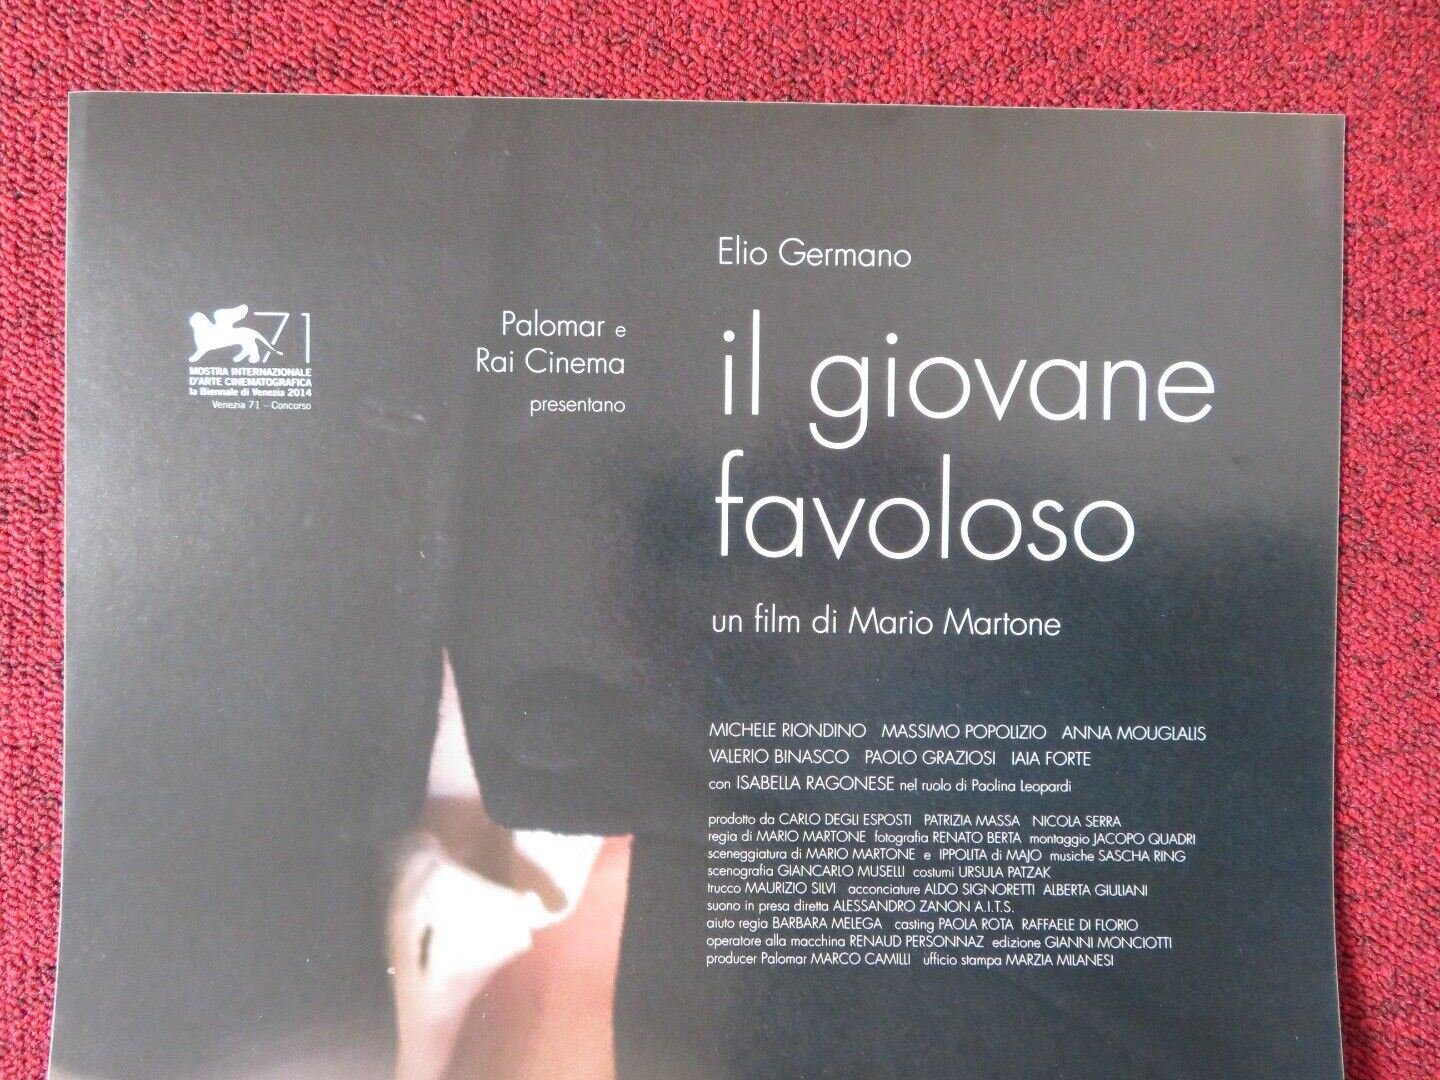 71
MOSTRA INTERNAZIONALE
D'ARTE CINEMATOGRAFICA
la Biennale di Venezia 2014
Venezia 71 – Concorso
Palomar e
Rai Cinema
presentano
Elio Germano
il giovane
favoloso
un film di Mario Martone
MICHELE RIONDINO MASSIMO POPOLIZIO ANNA MOUGLALIS
VALERIO BINASCO PAOLO GRAZIOSI IAIA FORTE
con ISABELLA RAGONESE nel ruolo di Paolina Leopardi
prodotto da CARLO DEGLI ESPOSTI PATRIZIA MASSA NICOLA SERRA
regia di MARIO MARTONE fotografia RENATO BERTA montaggio JACOPO QUADRI
sceneggiatura di MARIO MARTONE e IPPOLITA di MAJO musiche SASCHA RING
scenografia GIANCARLO MUSELLI costumi URSULA PATZAK
trucco MAURIZIO SILVI acconciature ALDO SIGNORETTI ALBERTA GIULIANI
suono in presa diretta ALESSANDRO ZANON A.I.T.S.
aiuto regia BARBARA MELEGA casting PAOLA ROTA RAFFAELE DI FLORIO
operatore alla macchina RENAUD PERSONNAZ edizione GIANNI MONCIOTTI
producer Palomar MARCO CAMILLI ufficio stampa MARZIA MILANESI